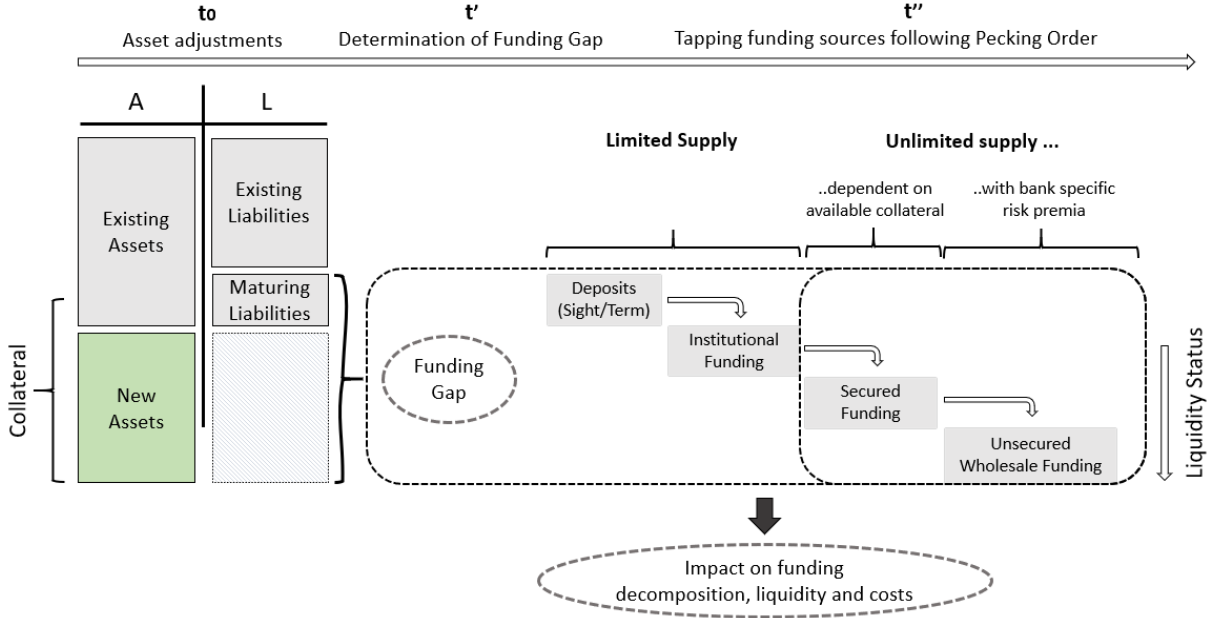 t₀
Asset adjustments
t'
Determination of Funding Gap
t''
Tapping funding sources following Pecking Order
A
L
Existing
Assets
New
Assets
Existing
Liabilities
Maturing
Liabilities
Collateral
Funding
Gap
Limited Supply
Unlimited supply ...
..dependent on
available collateral
..with bank specific
risk premia
Deposits
(Sight/Term)
Institutional
Funding
Secured
Funding
Unsecured
Wholesale Funding
Liquidity Status
Impact on funding
decomposition, liquidity and costs